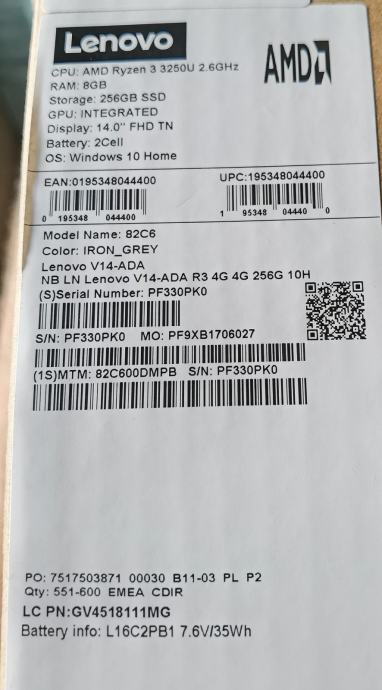 Lenovo
AMD
CPU: AMD Ryzen 3 3250U 2.6GHz
RAM: 8GB
Storage: 256GB SSD
GPU: INTEGRATED
Display: 14.0" FHD TN
Battery: 2Cell
OS: Windows 10 Home
EAN:0195348044400 UPC:195348044400
0 195348 044400 1 95348 04440 0
Model Name: 82C6
Color: IRON_GREY
Lenovo V14-ADA
NB LN Lenovo V14-ADA R3 4G 4G 256G 10H
(S)Serial Number: PF330PK0
S/N: PF330PK0 MO: PF9XB1706027
(1S)MTM: 82C600DMPB S/N: PF330PK0
PO: 7517503871 00030 B11-03 PL P2
Qty: 551-600 EMEA CDIR
LC PN:GV4518111MG
Battery info: L16C2PB1 7.6V/35Wh